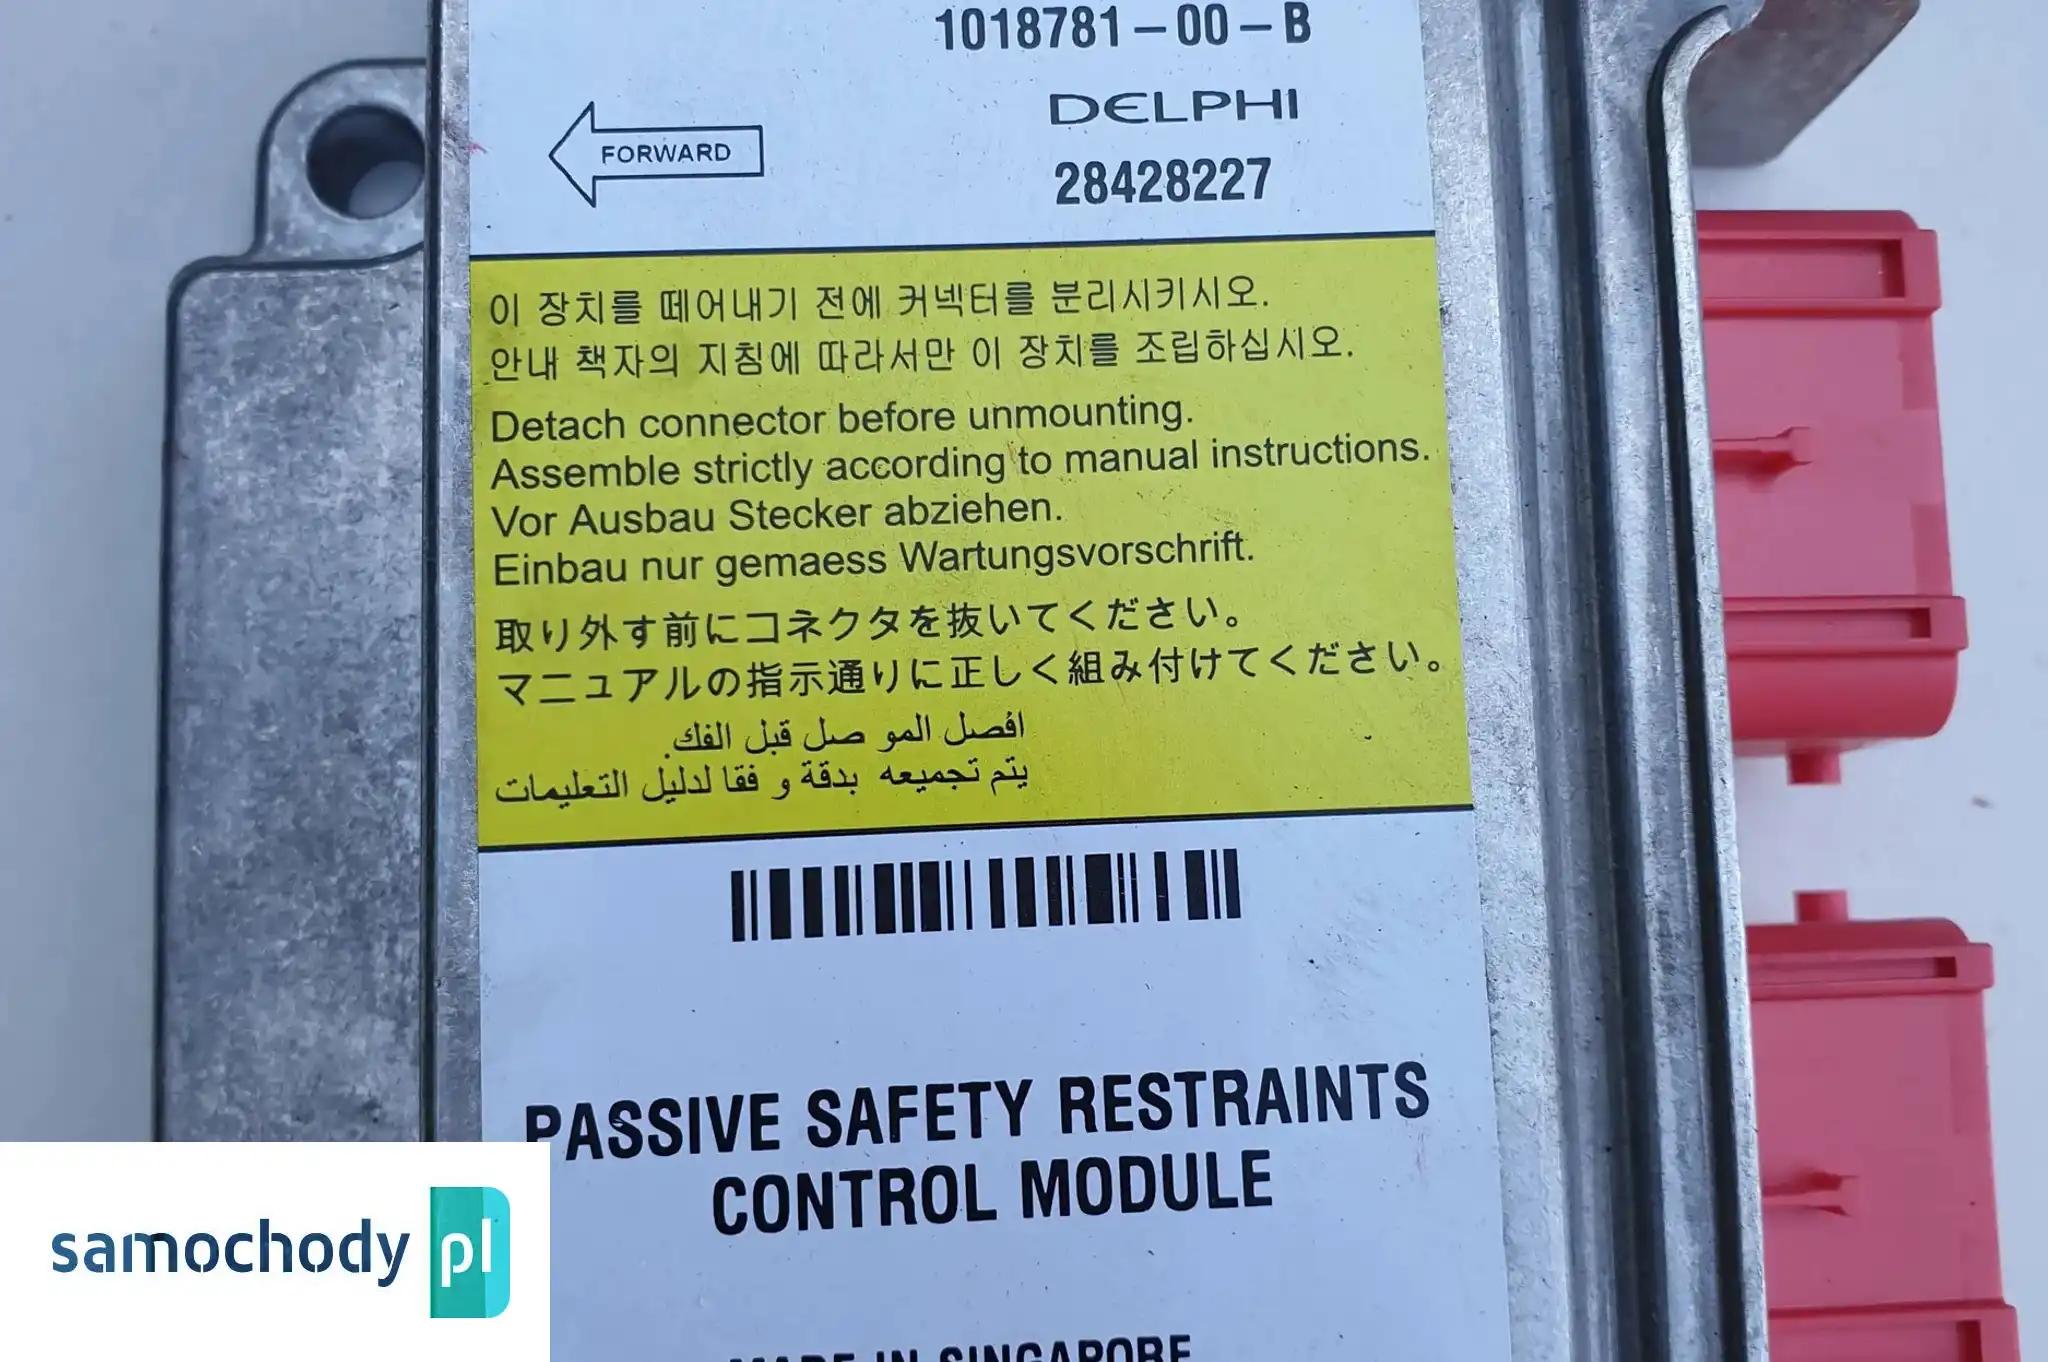 1018781-00-B
DELPHI
FORWARD
28428227
이 장치를 떼어내기 전에 커넥터를 분리시키시오.
안내 책자의 지침에 따라서만 이 장치를 조립하십시오.
Detach connector before unmounting.
Assemble strictly according to manual instructions.
Vor Ausbau Stecker abziehen.
Einbau nur gemaess Wartungsvorschrift.
取り外す前にコネクタを抜いてください。
マニュアルの指示通りに正しく組み付けてください。
افصل المو صل قبل الفك.
يتم تجميعه بدقة و فقا لدليل التعليمات
PASSIVE SAFETY RESTRAINTS
CONTROL MODULE
MADE IN SINGAPORE
samochody pl